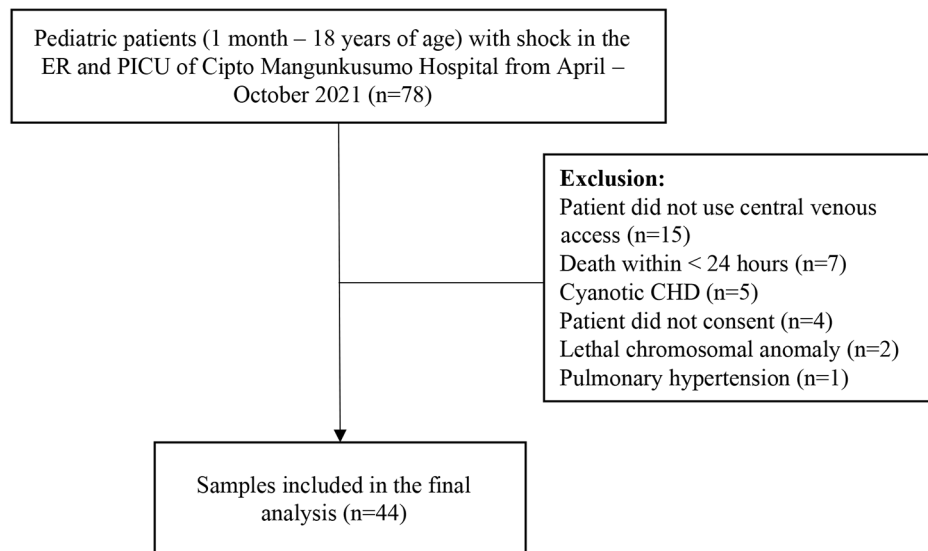 Pediatric patients (1 month – 18 years of age) with shock in the
ER and PICU of Cipto Mangunkusumo Hospital from April –
October 2021 (n=78)
Exclusion:
Patient did not use central venous
access (n=15)
Death within < 24 hours (n=7)
Cyanotic CHD (n=5)
Patient did not consent (n=4)
Lethal chromosomal anomaly (n=2)
Pulmonary hypertension (n=1)
Samples included in the final
analysis (n=44)